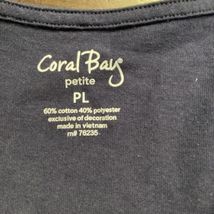 Coral Bay
petite
PL
60% cotton 40% polyester
exclusive of decoration
made in vietnam
rn# 76235